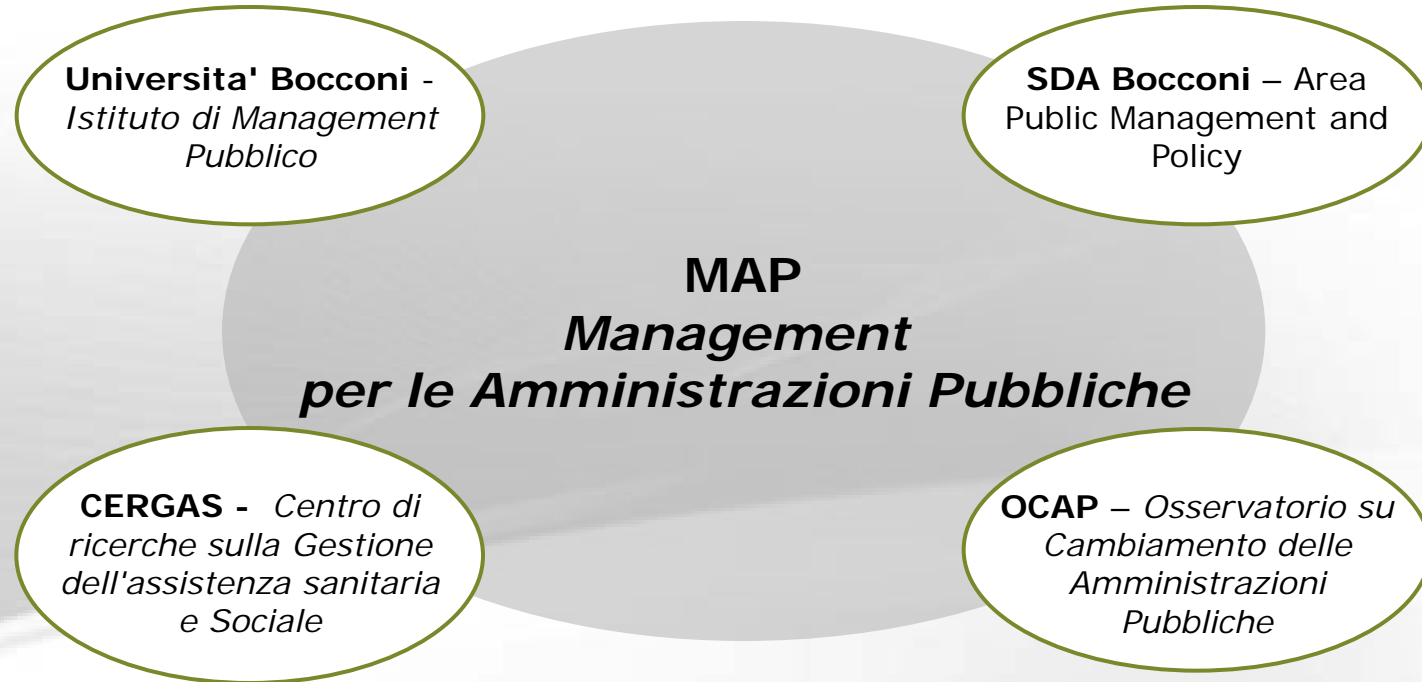 Universita' Bocconi -
Istituto di Management
Pubblico
SDA Bocconi – Area
Public Management and
Policy
MAP
Management
per le Amministrazioni Pubbliche
CERGAS - Centro di
ricerche sulla Gestione
dell'assistenza sanitaria
e Sociale
OCAP – Osservatorio su
Cambiamento delle
Amministrazioni
Pubbliche